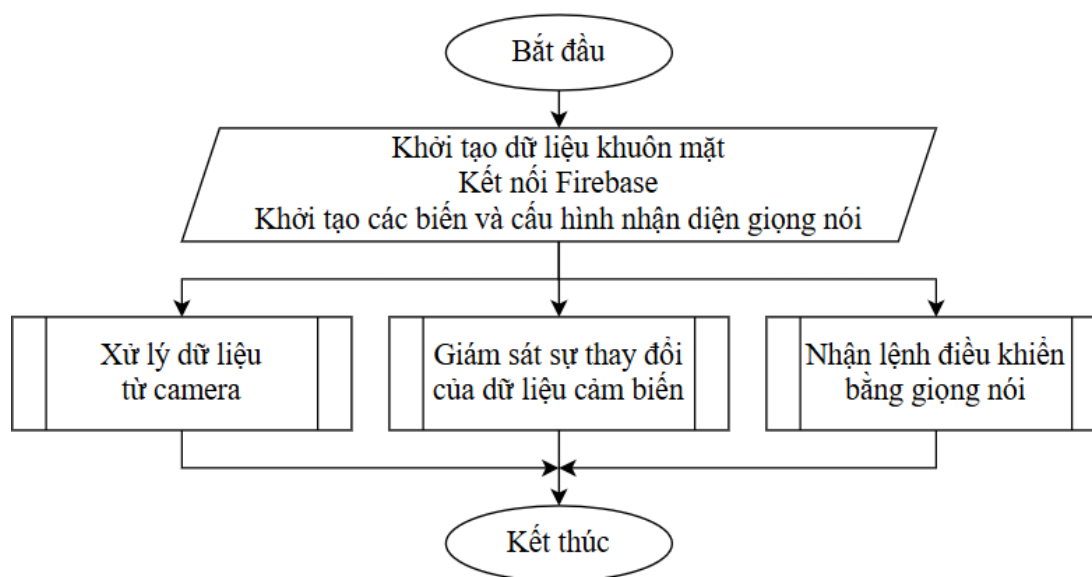 Bắt đầu
Khởi tạo dữ liệu khuôn mặt
Kết nối Firebase
Khởi tạo các biến và cấu hình nhận diện giọng nói
Xử lý dữ liệu
từ camera
Giám sát sự thay đổi
của dữ liệu cảm biến
Nhận lệnh điều khiển
bằng giọng nói
Kết thúc